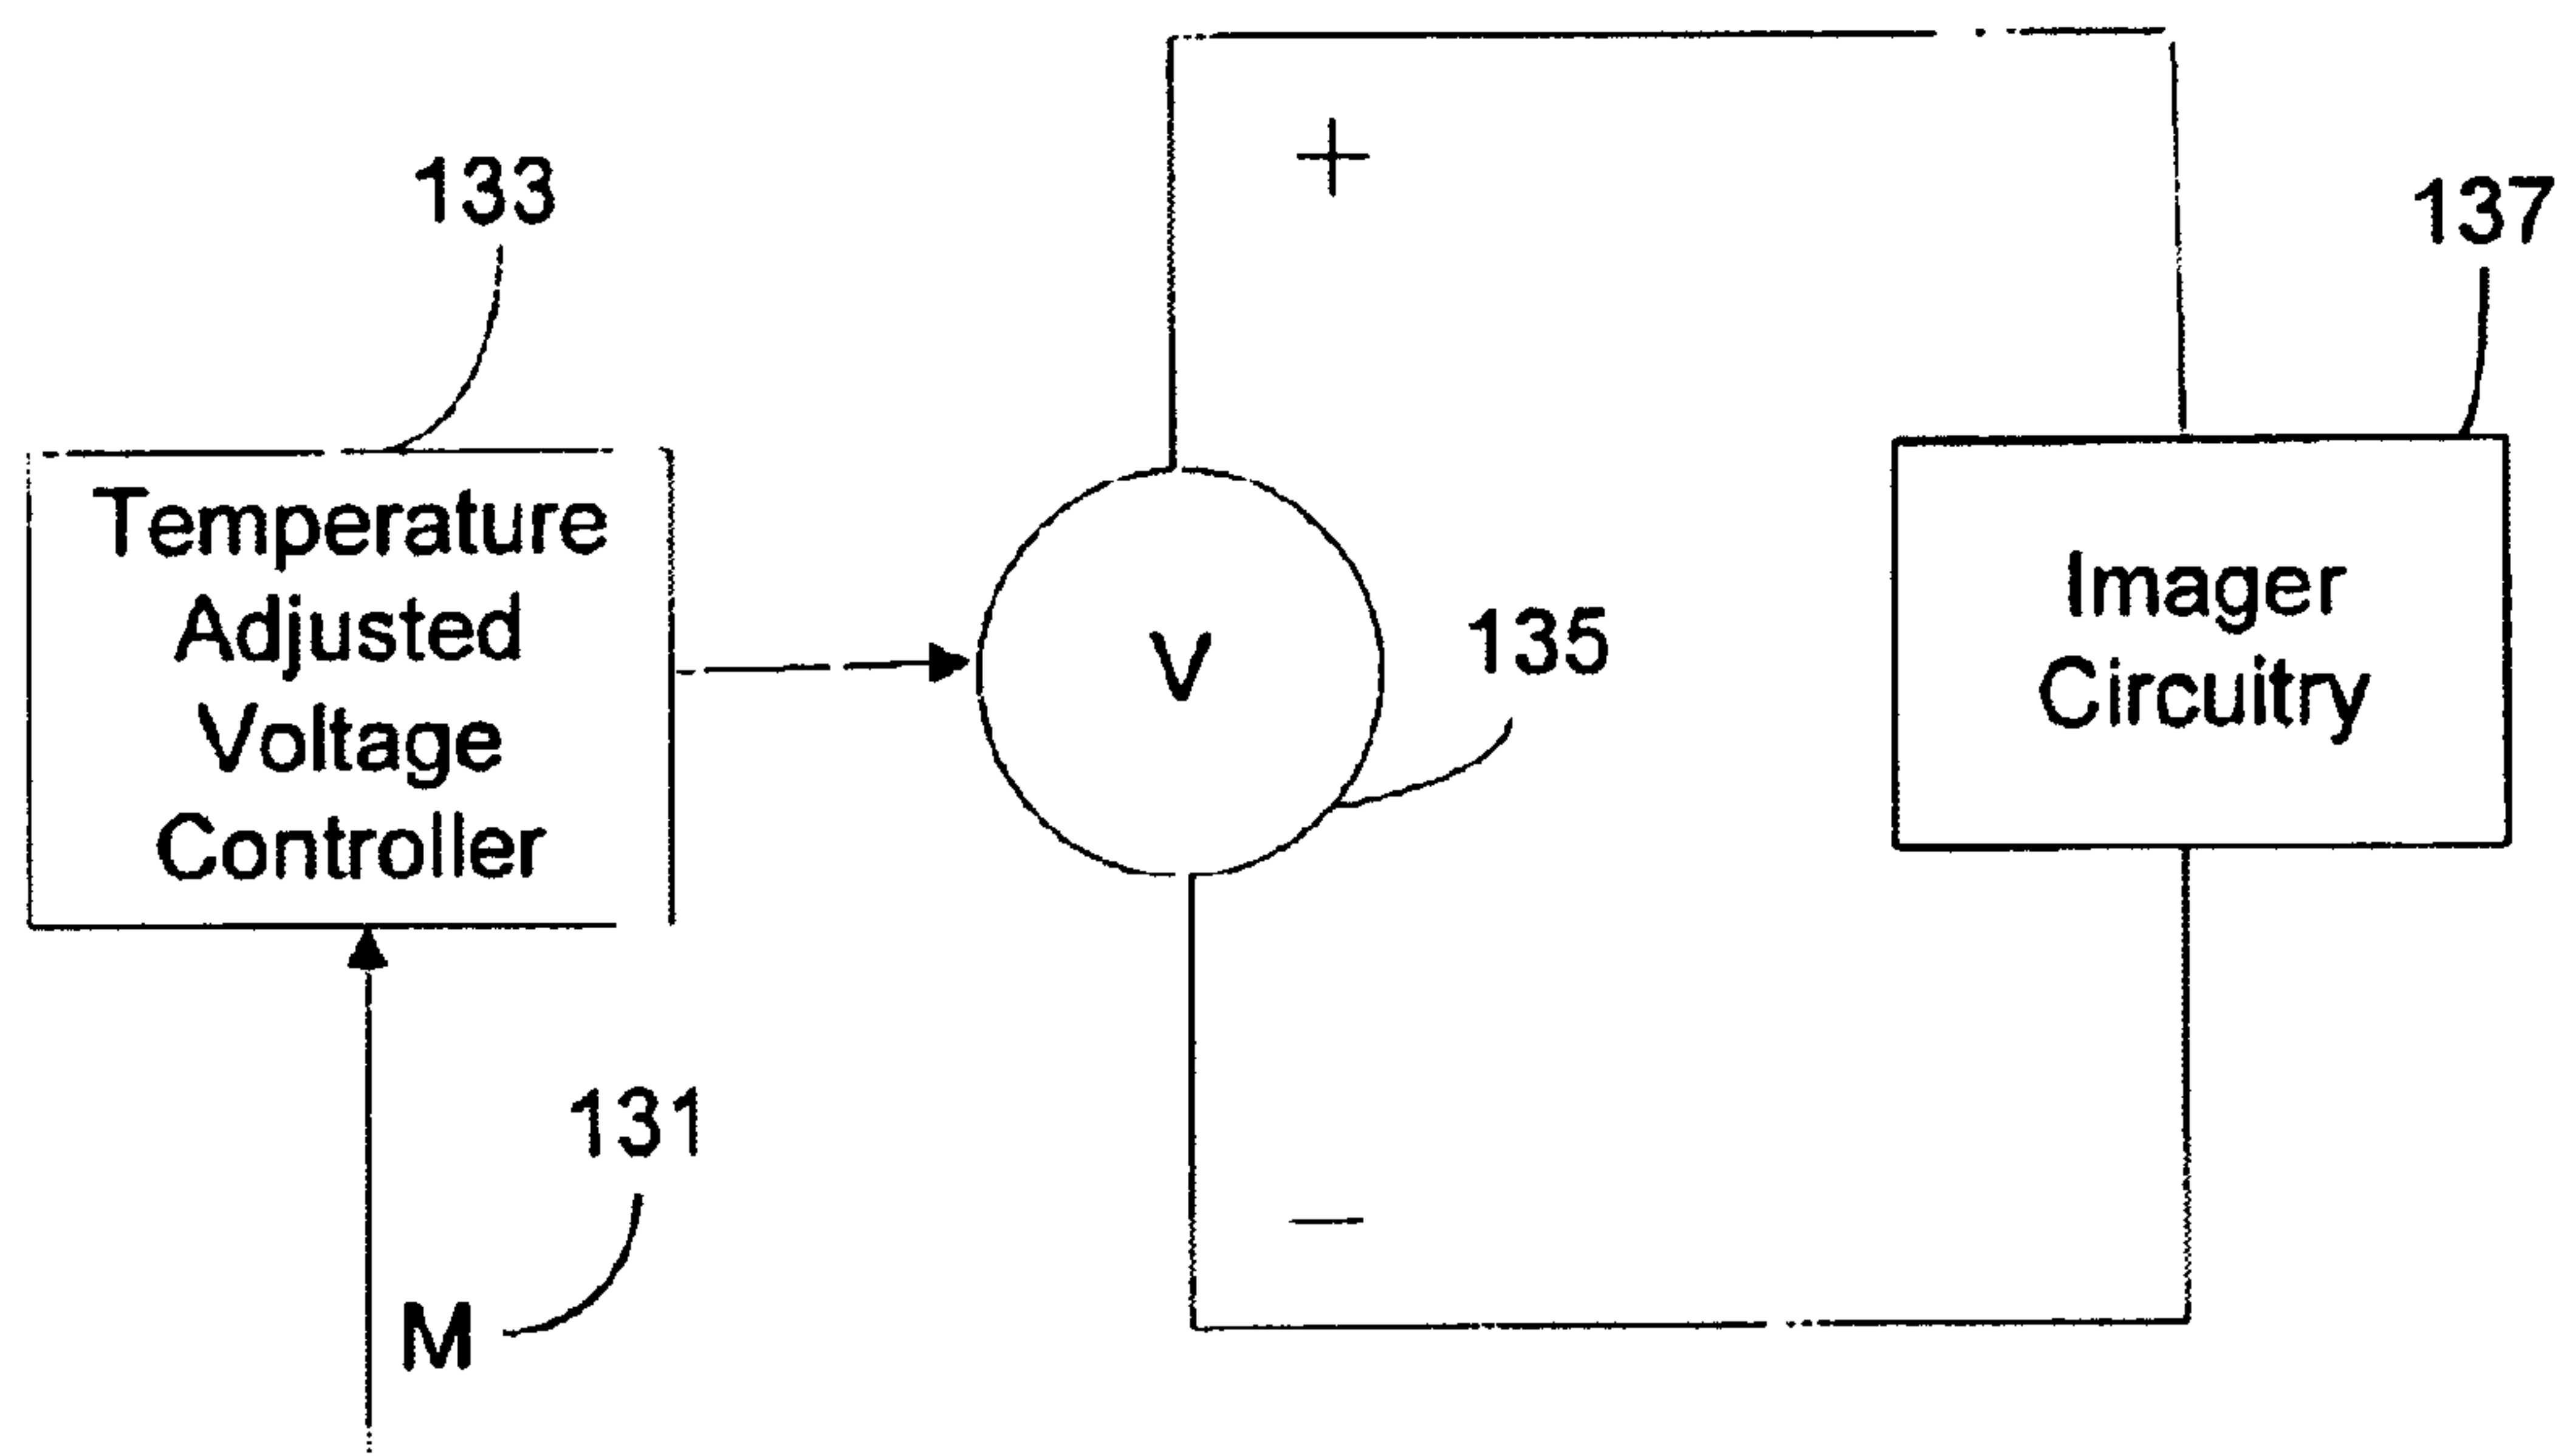 133
Temperature
Adjusted
Voltage
Controller
131
M
+
V
135
–
137
Imager
Circuitry